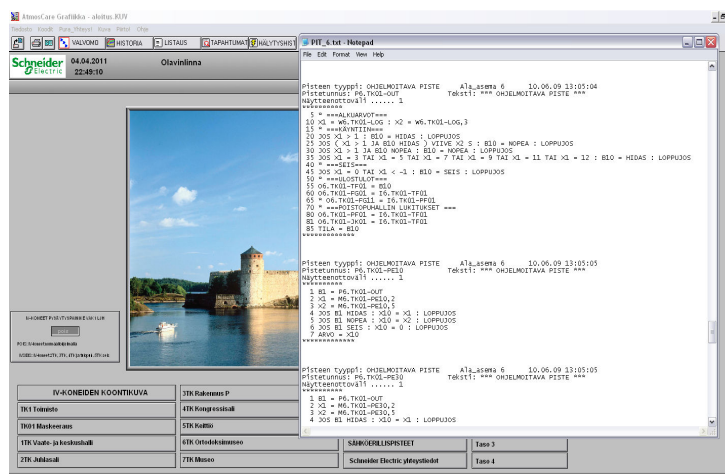 AtmosCare Grafiikka - aloitus.KUV
Tiedosto Koodit Pura_Yhteys! Kuva Piirto! Ohje
VALVOMO HISTORIA LISTAUS TAPAHTUMAT HÄLYTYSHIST
Schneider Electric
04.04.2011
22:49:10
Olavinlinna
IV-KONEIDEN KOONTIKUVA
TK1 Toimisto
TK01 Maskeeraus
1TK Vaate- ja keskushalli
2TK Juhlasali
3TK Rakennus P
4TK Kongressisali
5TK Keittiö
6TK Ortodoksimuseo
7TK Museo
SÄHKÖERILLISPISTEET
Schneider Electric yhteystiedot
Taso 3
Taso 4
PIT_6.txt - Notepad
File Edit Format View Help
Pisteen tyyppi: OHJELMOITAVA PISTE Ala_asema 6 10.06.09 13:05:04
Pistetunnus: P6.TK01-OUT Teksti: *** OHJELMOITAVA PISTE ***
Näytteenottoväli ...... 1
**********
5 * ===ALKUARVOT===
10 X1 = W6.TK01-LOG : X2 = W6.TK01-LOG,3
15 * ===KÄYNTIIN===
20 JOS X1 > 1 : B10 = HIDAS : LOPPUJOS
25 JOS ( X1 > 1 JA B10 HIDAS ) VIIVE X2 S : B10 = NOPEA : LOPPUJOS
30 JOS X1 > 1 JA B10 NOPEA : B10 = NOPEA : LOPPUJOS
35 JOS X1 = 3 TAI X1 = 5 TAI X1 = 7 TAI X1 = 9 TAI X1 = 11 TAI X1 = 12 : B10 = HIDAS : LOPPUJOS
40 * ===SEIS===
45 JOS X1 = 0 TAI X1 < -1 : B10 = SEIS : LOPPUJOS
50 * ===ULOSTULOT===
55 O6.TK01-TF01 = B10
60 O6.TK01-FG01 = I6.TK01-TF01
65 * O6.TK01-FG11 = I6.TK01-PF01
70 * ===POISTOPUHALLIN LUKITUKSET ===
80 O6.TK01-PF01 = I6.TK01-TF01
81 O6.TK01-JK01 = I6.TK01-TF01
85 TILA = B10
*************
Pisteen tyyppi: OHJELMOITAVA PISTE Ala_asema 6 10.06.09 13:05:05
Pistetunnus: P6.TK01-PE10 Teksti: *** OHJELMOITAVA PISTE ***
Näytteenottoväli ...... 1
**********
1 B1 = P6.TK01-OUT
2 X1 = M6.TK01-PE10,2
3 X2 = M6.TK01-PE10,5
4 JOS B1 HIDAS : X10 = X1 : LOPPUJOS
5 JOS B1 NOPEA : X10 = X2 : LOPPUJOS
6 JOS B1 SEIS : X10 = 0 : LOPPUJOS
7 ARVO = X10
*************
Pisteen tyyppi: OHJELMOITAVA PISTE Ala_asema 6 10.06.09 13:05:05
Pistetunnus: P6.TK01-PE30 Teksti: *** OHJELMOITAVA PISTE ***
Näytteenottoväli ...... 1
**********
1 B1 = P6.TK01-OUT
2 X1 = M6.TK01-PE30,2
3 X2 = M6.TK01-PE30,5
4 JOS B1 HIDAS : X10 = X1 : LOPPUJOS